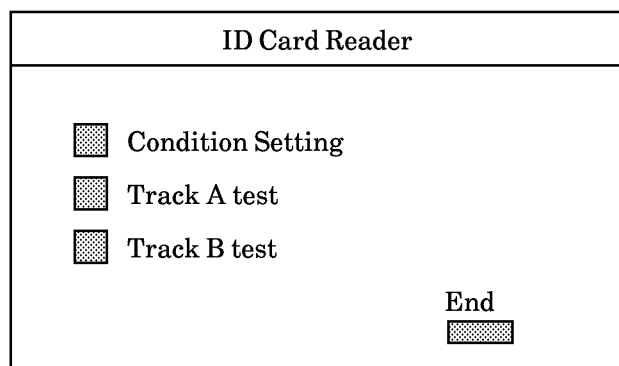 ID Card Reader
Condition Setting
Track A test
Track B test
End